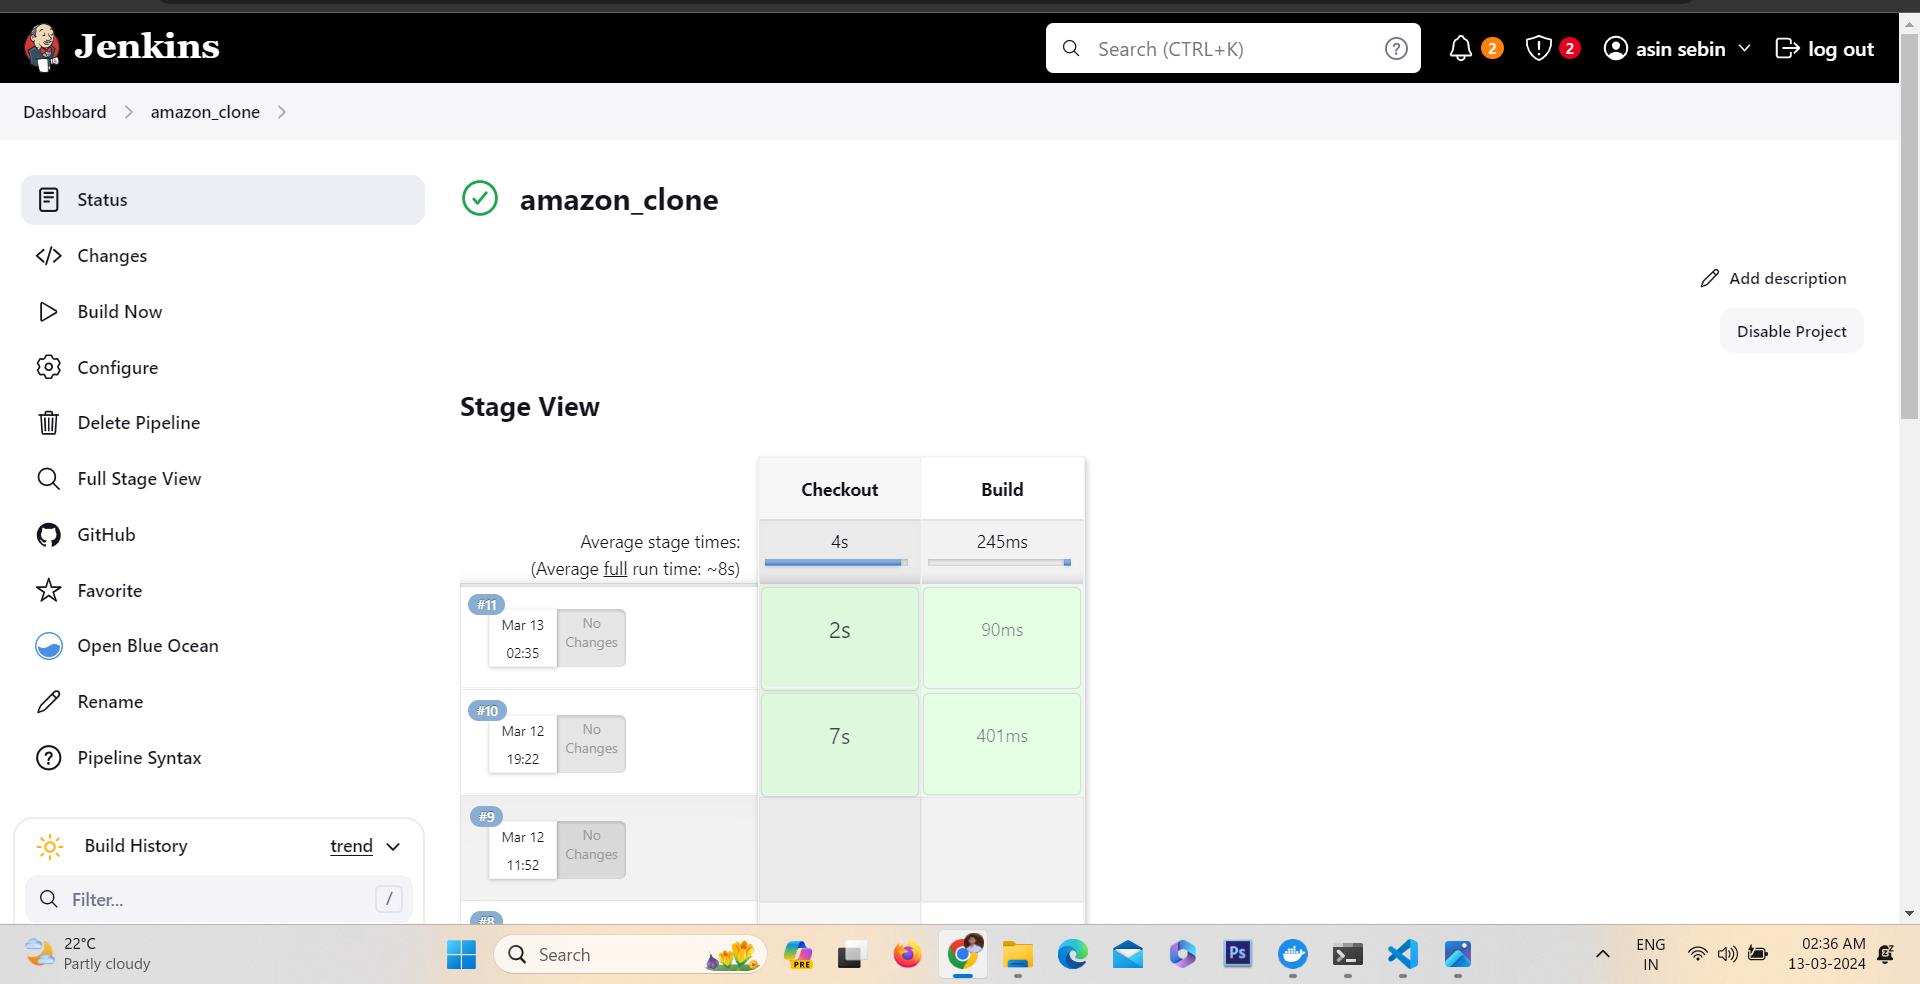 Jenkins
Search (CTRL+K)
?
2
2
asin sebin
log out
Dashboard
amazon_clone
Status
Changes
Build Now
Configure
Delete Pipeline
Full Stage View
GitHub
Favorite
Open Blue Ocean
Rename
Pipeline Syntax
Build History
trend
Filter...
/
amazon_clone
Add description
Disable Project
Stage View
Checkout
Build
Average stage times:
(Average full run time: ~8s)
4s
245ms
#11
Mar 13
02:35
No
Changes
2s
90ms
#10
Mar 12
19:22
No
Changes
7s
401ms
#9
Mar 12
11:52
No
Changes
#8
22°C
Partly cloudy
Search
PRE
Ps
ENG
IN
02:36 AM
13-03-2024